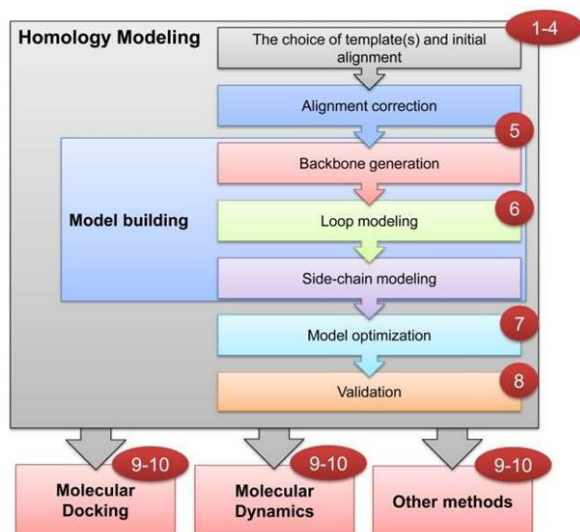 Homology Modeling
1-4
The choice of template(s) and initial
alignment
Alignment correction
5
Backbone generation
Model building
6
Loop modeling
Side-chain modeling
7
Model optimization
8
Validation
9-10
9-10
9-10
Molecular
Docking
Molecular
Dynamics
Other methods